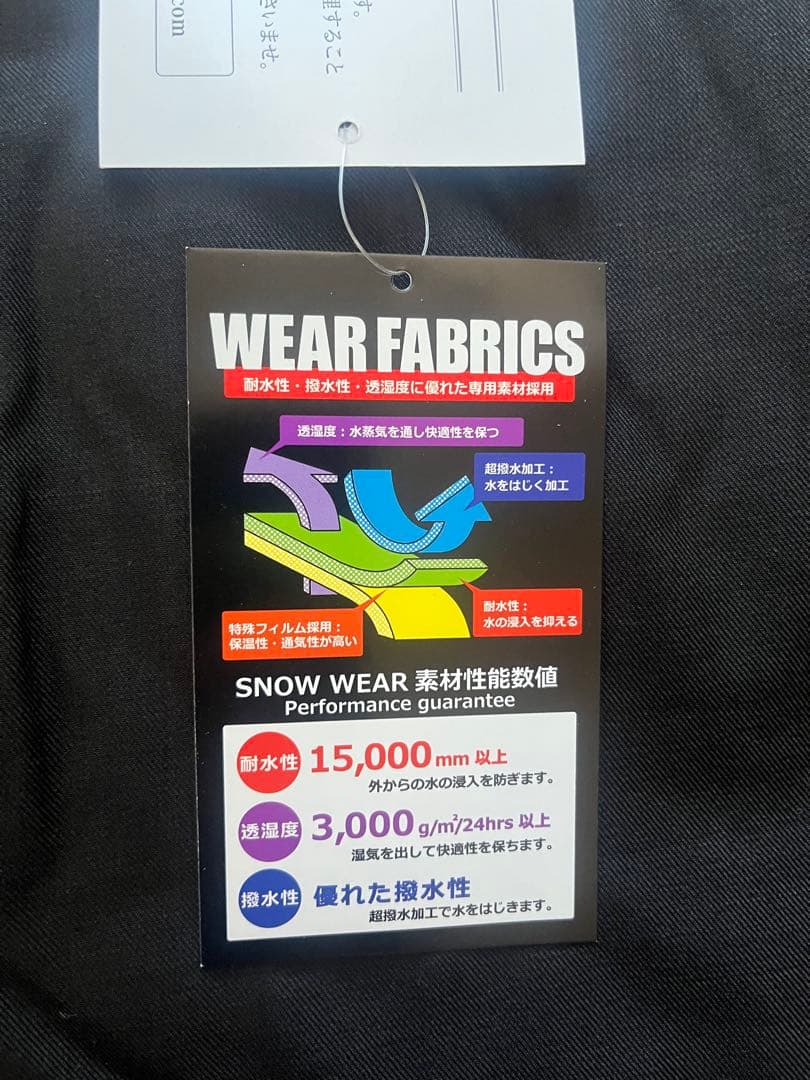 .com
す。
理すること
いませ。
WEAR FABRICS
耐水性・撥水性・透湿度に優れた専用素材採用
透湿度：水蒸気を通し快適性を保つ
超撥水加工：
水をはじく加工
耐水性：
水の浸入を抑える
特殊フィルム採用：
保温性・通気性が高い
SNOW WEAR 素材性能数値
Performance guarantee
耐水性 15,000mm 以上
外からの水の浸入を防ぎます。
透湿度 3,000 g/m²/24hrs 以上
湿気を出して快適性を保ちます。
撥水性 優れた撥水性
超撥水加工で水をはじきます。